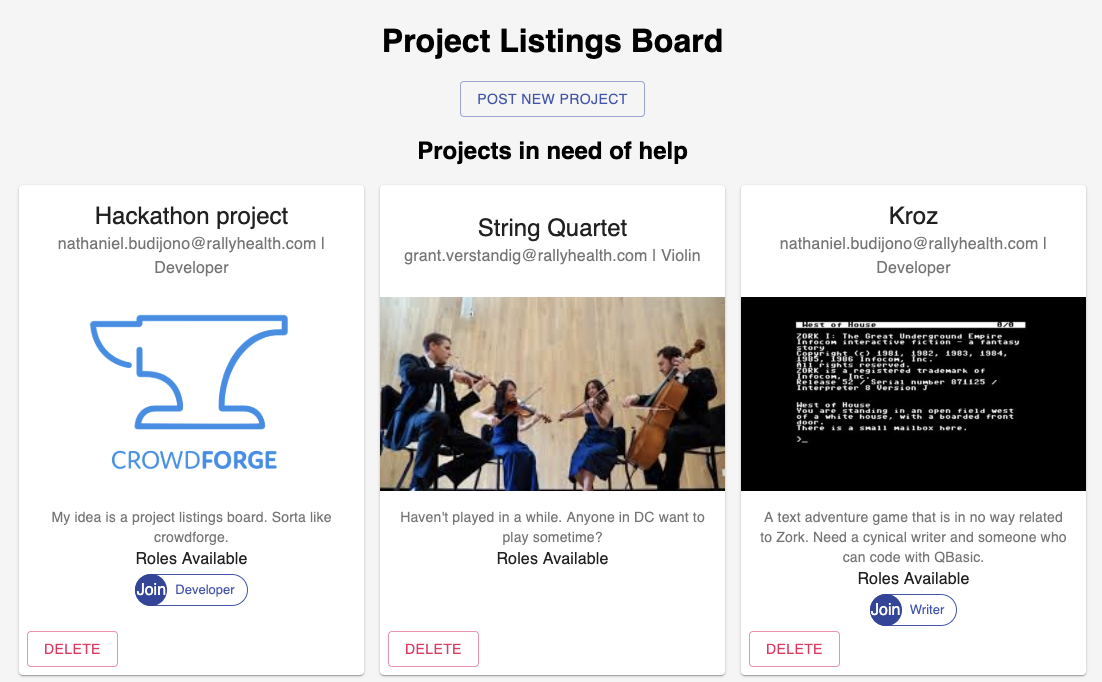 Project Listings Board
POST NEW PROJECT
Projects in need of help
Hackathon project
nathaniel.budijono@rallyhealth.com |
Developer
CROWDFORGE
My idea is a project listings board. Sorta like
crowdforge.
Roles Available
Join Developer
DELETE
String Quartet
grant.verstandig@rallyhealth.com | Violin
Haven't played in a while. Anyone in DC want to
play sometime?
Roles Available
DELETE
Kroz
nathaniel.budijono@rallyhealth.com |
Developer
West of House 0/0
ZORK I: The Great Underground Empire
Infocom interactive fiction - a fantasy
story
Copyright (c) 1981, 1982, 1983, 1984,
1985, 1986 Infocom, Inc.
All rights reserved.
ZORK is a registered trademark of
Infocom, Inc.
Release 52 / Serial number 871125 /
Interpreter 8 Version J
West of House
You are standing in an open field west
of a white house, with a boarded front
door.
There is a small mailbox here.
>_
A text adventure game that is in no way related
to Zork. Need a cynical writer and someone who
can code with QBasic.
Roles Available
Join Writer
DELETE